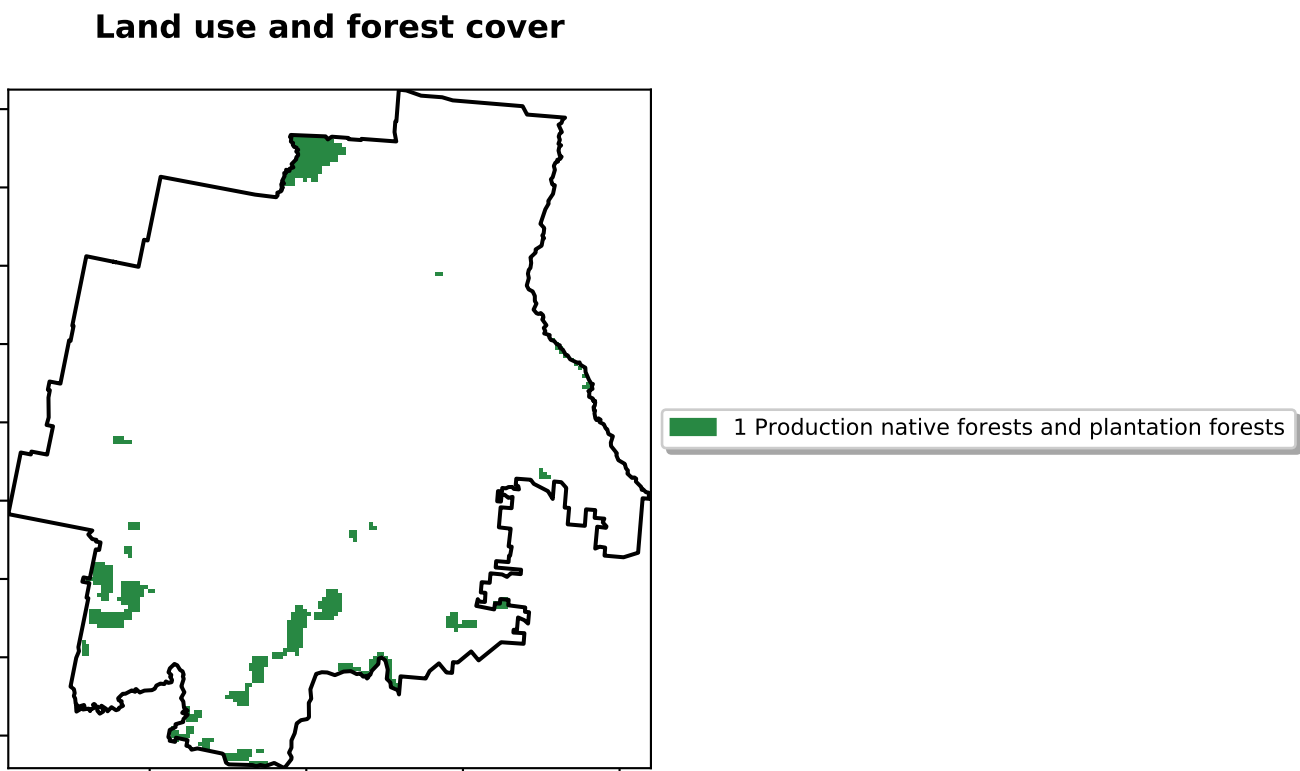 Land use and forest cover
1 Production native forests and plantation forests